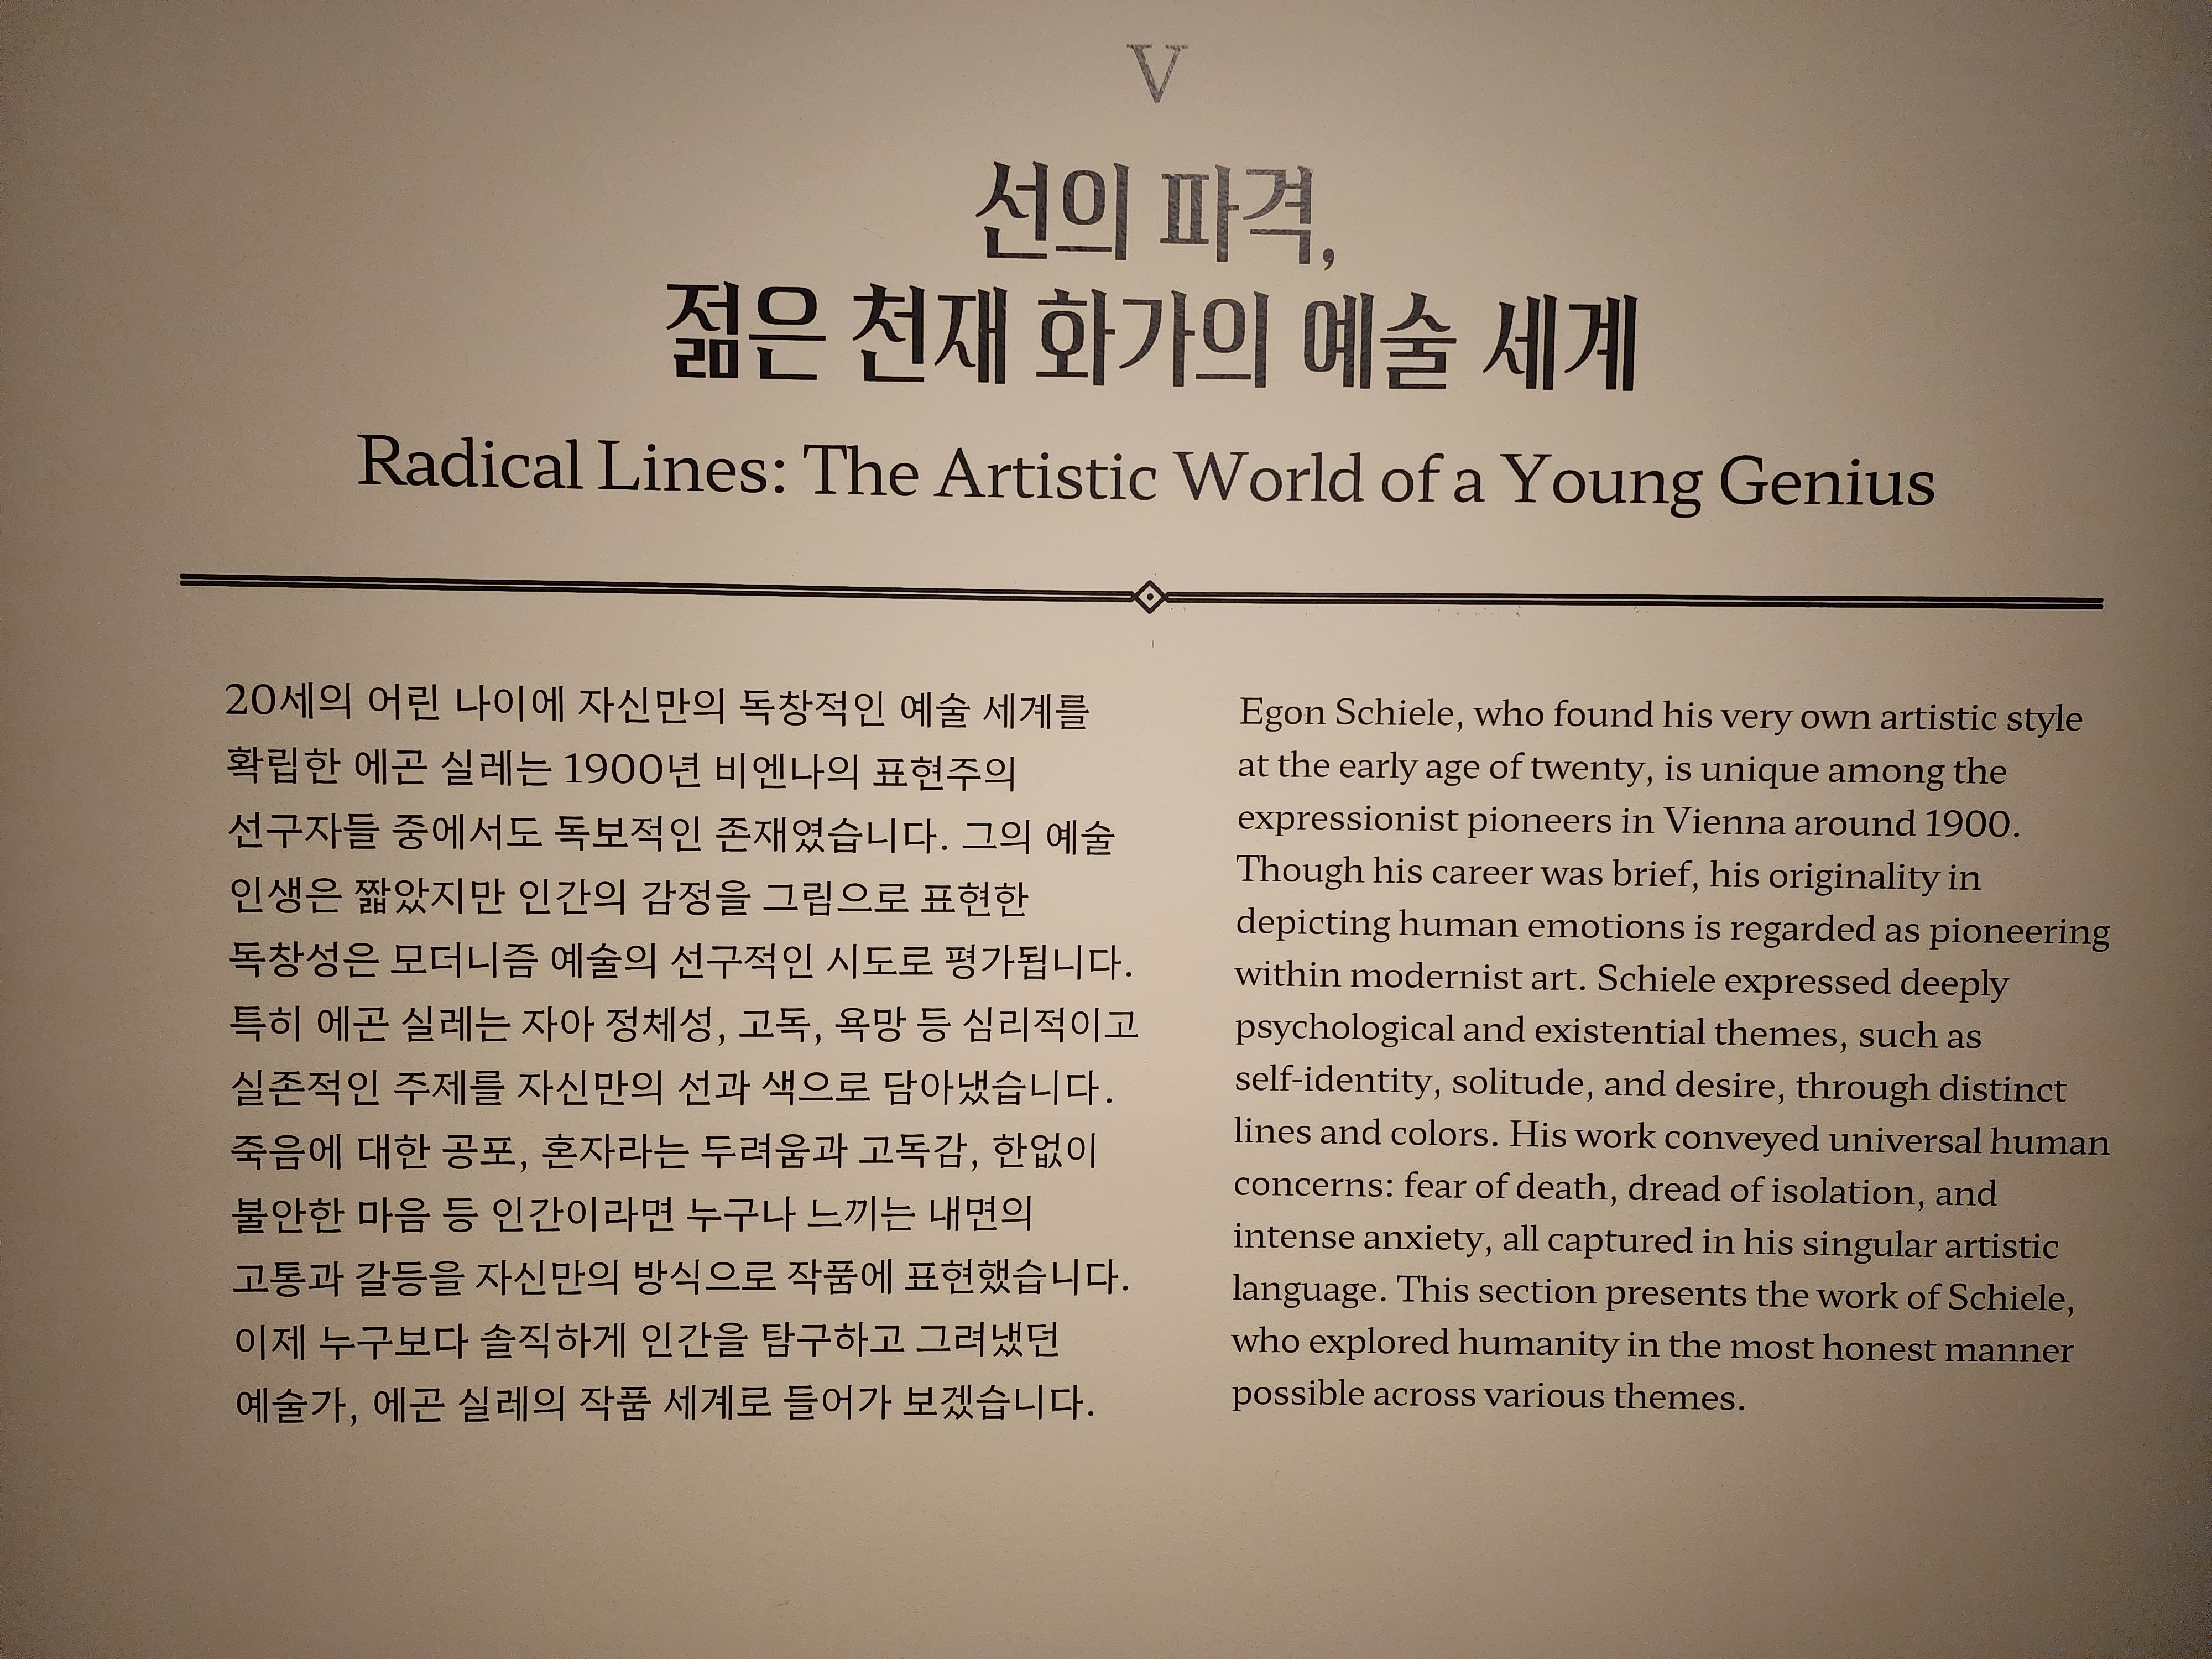 V
선의 파격,
젊은 천재 화가의 예술 세계
Radical Lines: The Artistic World of a Young Genius
20세의 어린 나이에 자신만의 독창적인 예술 세계를
확립한 에곤 실레는 1900년 비엔나의 표현주의
선구자들 중에서도 독보적인 존재였습니다. 그의 예술
인생은 짧았지만 인간의 감정을 그림으로 표현한
독창성은 모더니즘 예술의 선구적인 시도로 평가됩니다.
특히 에곤 실레는 자아 정체성, 고독, 욕망 등 심리적이고
실존적인 주제를 자신만의 선과 색으로 담아냈습니다.
죽음에 대한 공포, 혼자라는 두려움과 고독감, 한없이
불안한 마음 등 인간이라면 누구나 느끼는 내면의
고통과 갈등을 자신만의 방식으로 작품에 표현했습니다.
이제 누구보다 솔직하게 인간을 탐구하고 그려냈던
예술가, 에곤 실레의 작품 세계로 들어가 보겠습니다.
Egon Schiele, who found his very own artistic style
at the early age of twenty, is unique among the
expressionist pioneers in Vienna around 1900.
Though his career was brief, his originality in
depicting human emotions is regarded as pioneering
within modernist art. Schiele expressed deeply
psychological and existential themes, such as
self-identity, solitude, and desire, through distinct
lines and colors. His work conveyed universal human
concerns: fear of death, dread of isolation, and
intense anxiety, all captured in his singular artistic
language. This section presents the work of Schiele,
who explored humanity in the most honest manner
possible across various themes.